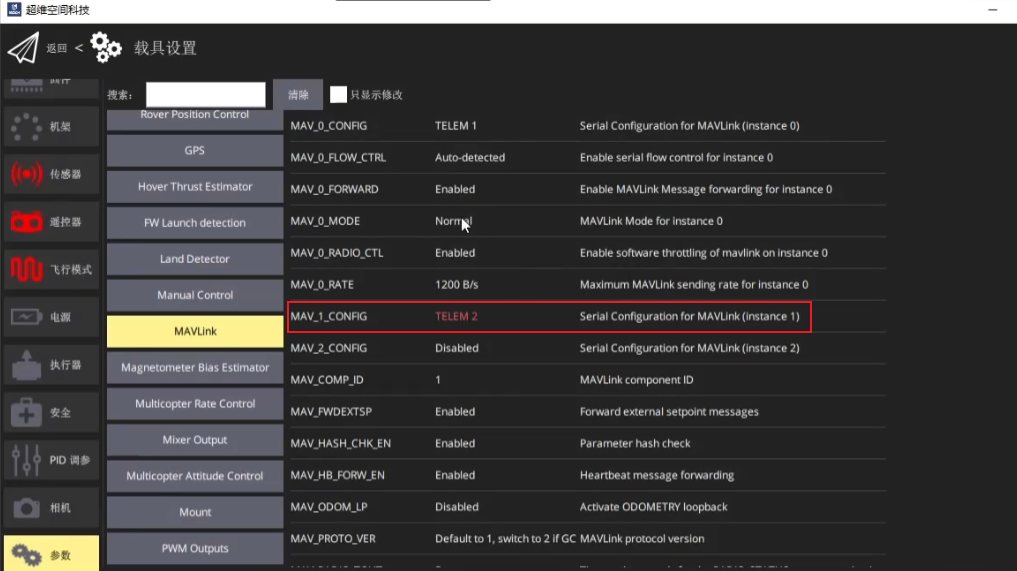 超维空间科技
返回 < 载具设置
搜索: 清除 只显示修改
机架
传感器
遥控器
飞行模式
电源
执行器
安全
PID 调参
相机
参数
Rover Position Control
GPS
Hover Thrust Estimator
FW Launch detection
Land Detector
Manual Control
MAVLink
Magnetometer Bias Estimator
Multicopter Rate Control
Mixer Output
Multicopter Attitude Control
Mount
PWM Outputs
MAV_0_CONFIG TELEM 1 Serial Configuration for MAVLink (instance 0)
MAV_0_FLOW_CTRL Auto-detected Enable serial flow control for instance 0
MAV_0_FORWARD Enabled Enable MAVLink Message forwarding for instance 0
MAV_0_MODE Normal MAVLink Mode for instance 0
MAV_0_RADIO_CTL Enabled Enable software throttling of mavlink on instance 0
MAV_0_RATE 1200 B/s Maximum MAVLink sending rate for instance 0
MAV_1_CONFIG TELEM 2 Serial Configuration for MAVLink (instance 1)
MAV_2_CONFIG Disabled Serial Configuration for MAVLink (instance 2)
MAV_COMP_ID 1 MAVLink component ID
MAV_FWDEXTSP Enabled Forward external setpoint messages
MAV_HASH_CHK_EN Enabled Parameter hash check
MAV_HB_FORW_EN Enabled Heartbeat message forwarding
MAV_ODOM_LP Disabled Activate ODOMETRY loopback
MAV_PROTO_VER Default to 1, switch to 2 if GC MAVLink protocol version